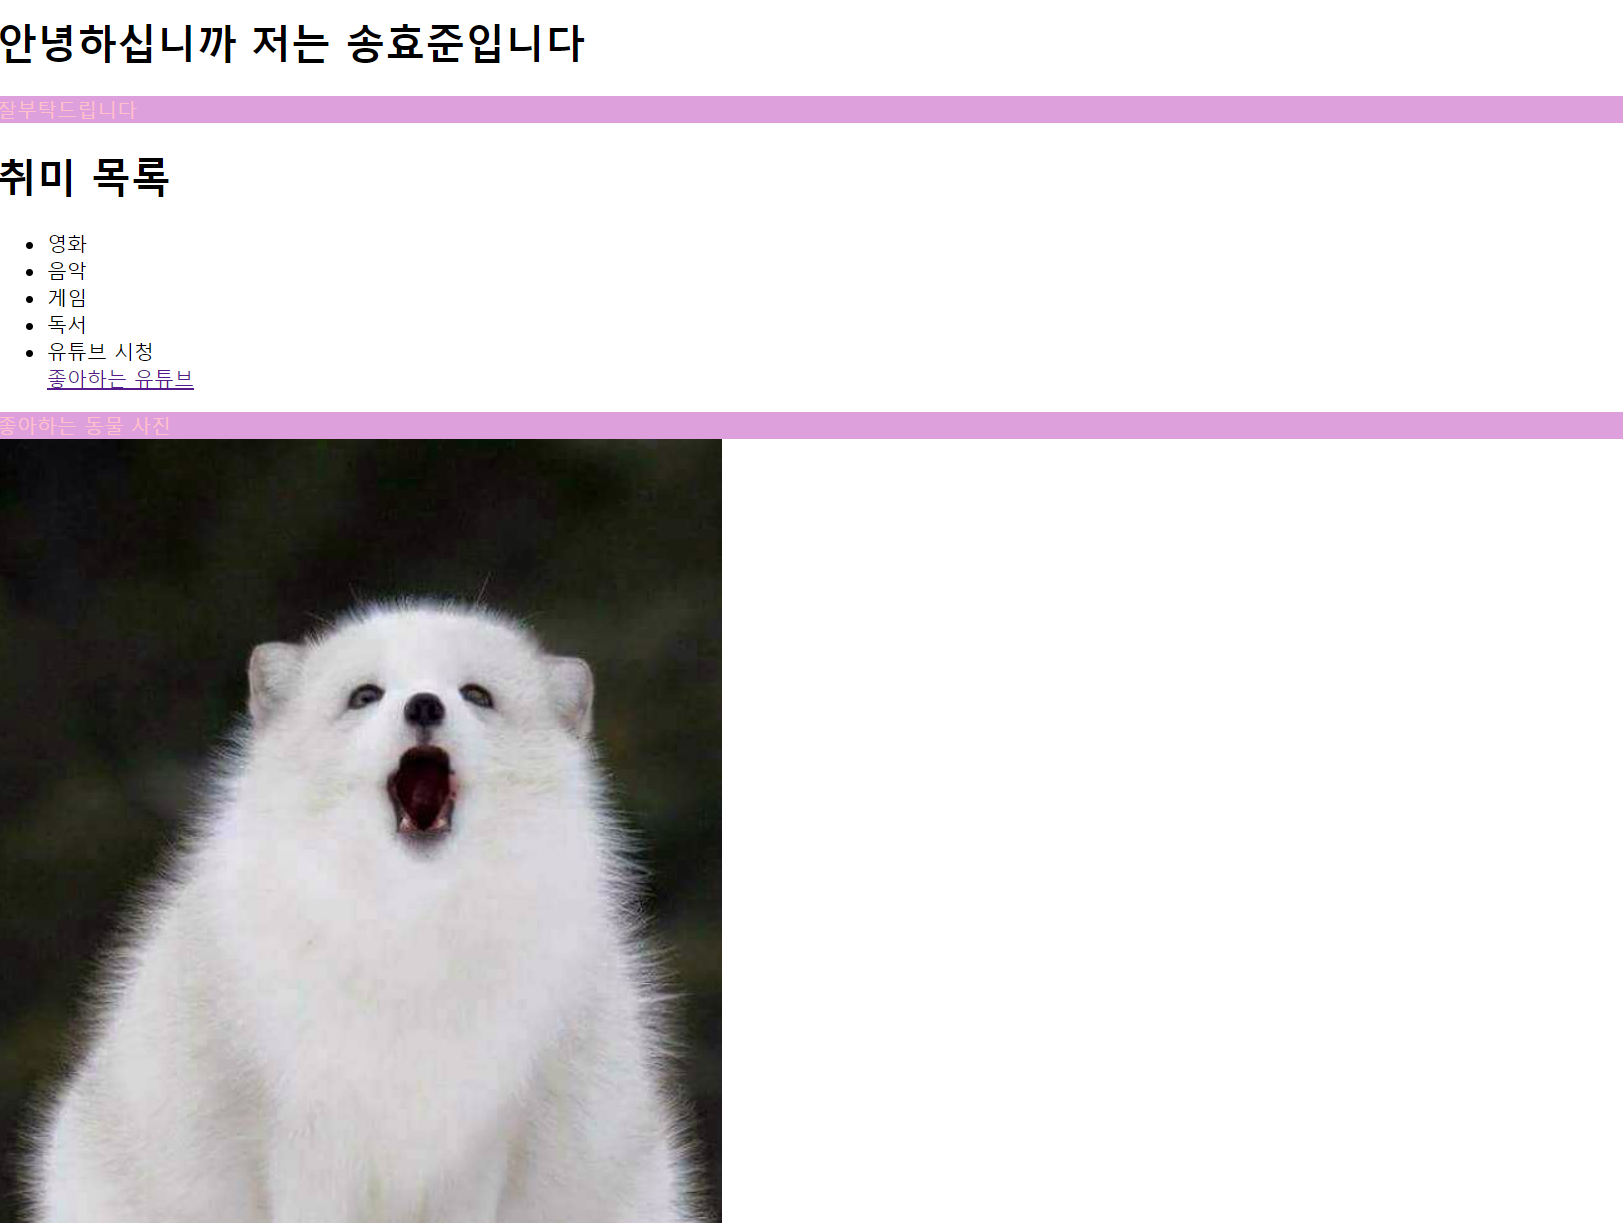 안녕하십니까 저는 송효준입니다
잘부탁드립니다
취미 목록
영화
음악
게임
독서
유튜브 시청
좋아하는 유튜브
좋아하는 동물 사진